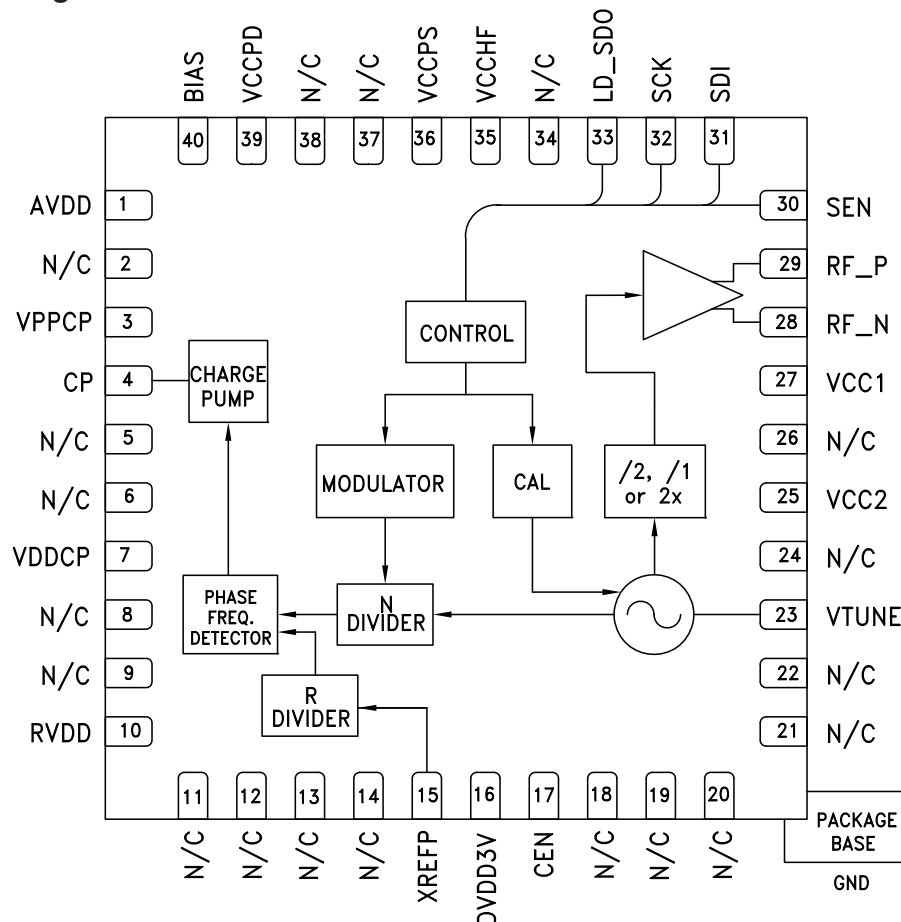 BIAS
VCCPD
N/C
N/C
VCCPS
VCCHF
N/C
LD_SDO
SCK
SDI
40
39
38
37
36
35
34
33
32
31
AVDD 1
N/C 2
VPPCP 3
CP 4
N/C 5
N/C 6
VDDCP 7
N/C 8
N/C 9
RVDD 10
30 SEN
29 RF_P
28 RF_N
27 VCC1
26 N/C
25 VCC2
24 N/C
23 VTUNE
22 N/C
21 N/C
CONTROL
CHARGE
PUMP
MODULATOR
CAL
/2, /1
or 2x
PHASE
FREQ.
DETECTOR
N
DIVIDER
R
DIVIDER
11
12
13
14
15
16
17
18
19
20
N/C
N/C
N/C
N/C
XREFP
DVDD3V
CEN
N/C
N/C
N/C
PACKAGE
BASE
GND